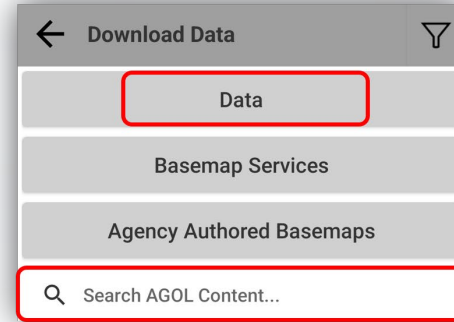 Download Data
Data
Basemap Services
Agency Authored Basemaps
Search AGOL Content...